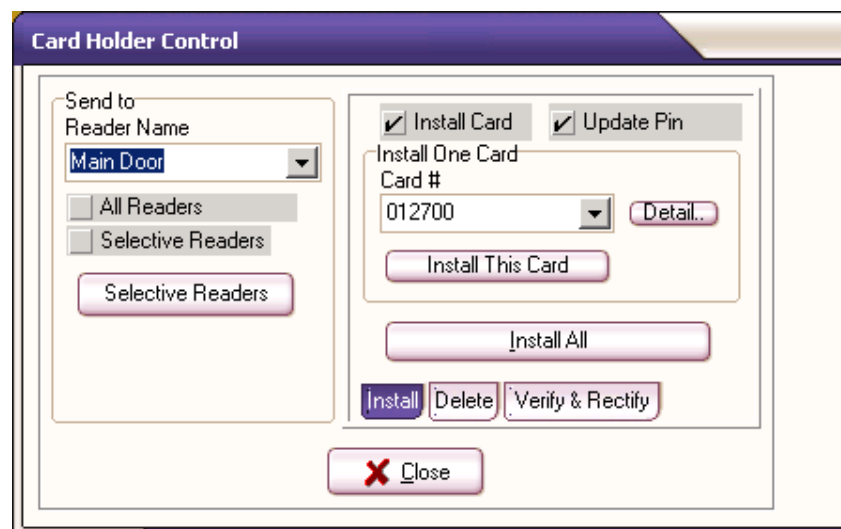 Card Holder Control
Send to
Reader Name
Main Door
All Readers
Selective Readers
Selective Readers
Install Card
Update Pin
Install One Card
Card #
012700
Detail..
Install This Card
Install All
Install
Delete
Verify & Rectify
Close